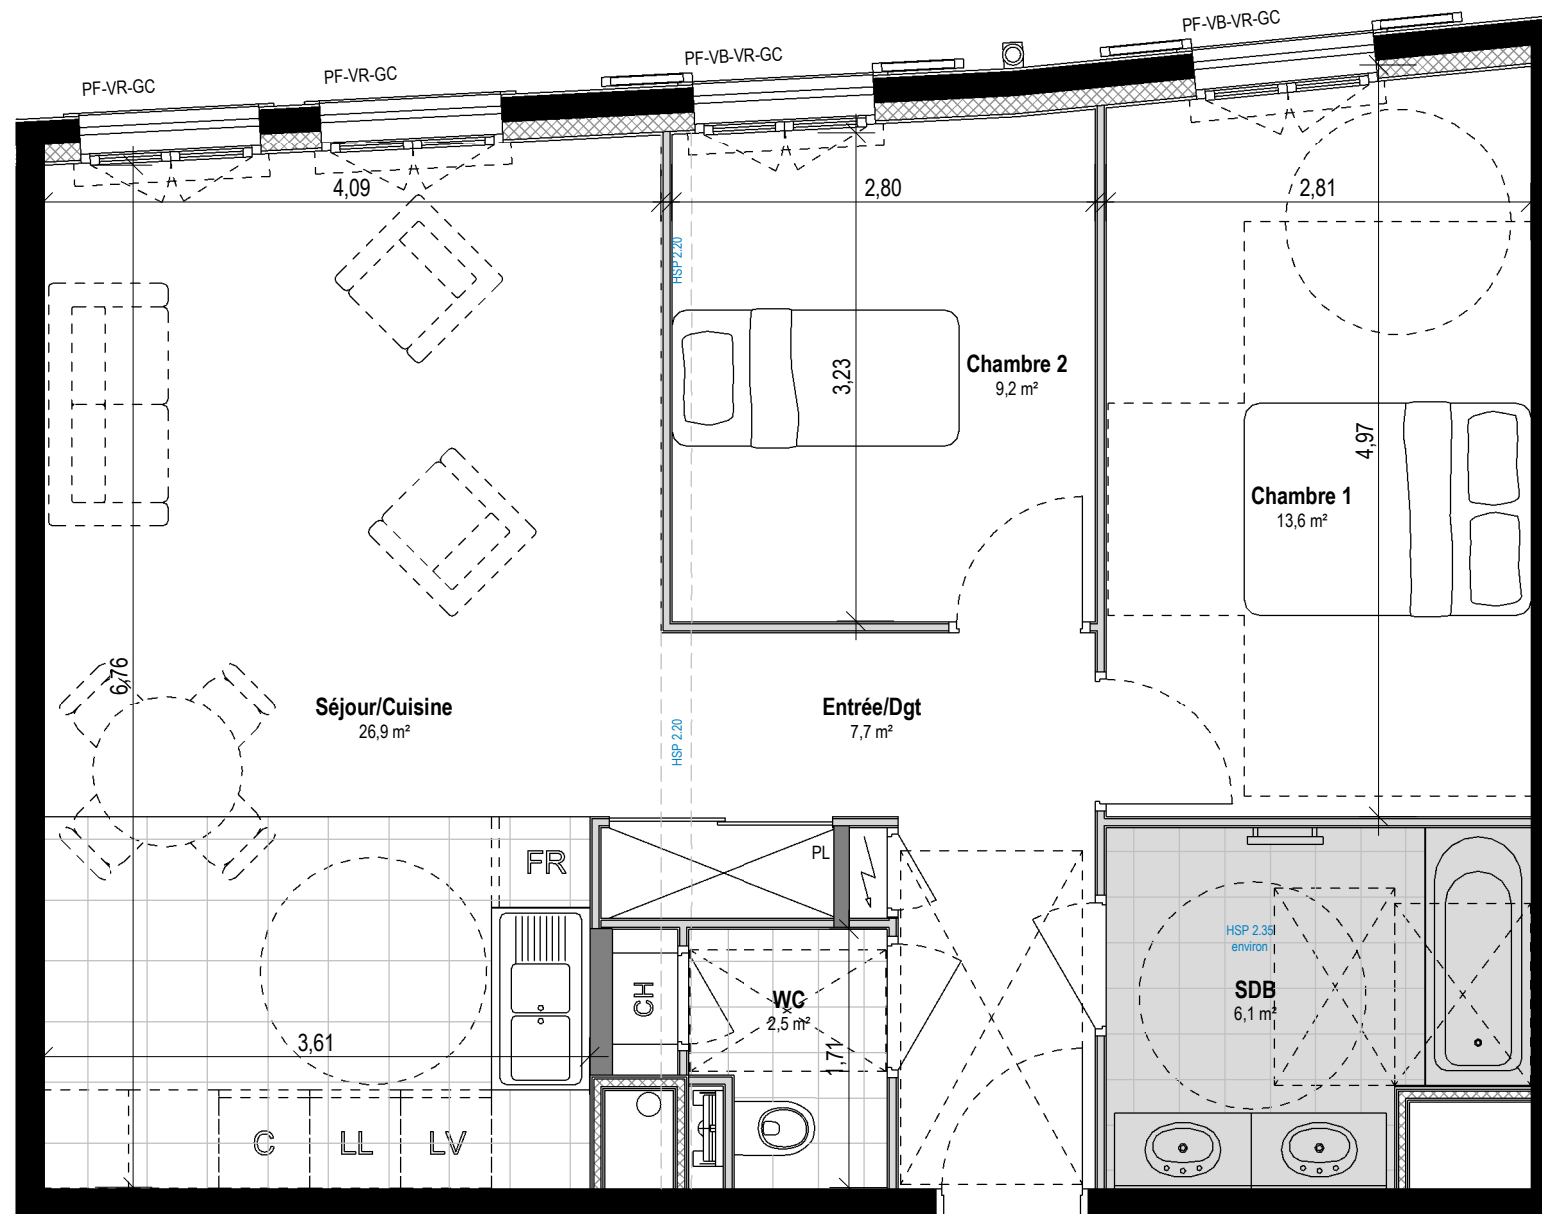 PF-VB-VR-GC
PF-VB-VR-GC
PF-VR-GC
PF-VR-GC
4,09
2,80
2,81
HSP 2.20
3,23
Chambre 2
9,2 m²
4,97
Chambre 1
13,6 m²
6,76
Séjour/Cuisine
26,9 m²
HSP 2.20
Entrée/Dgt
7,7 m²
FR
PL
HSP 2.35
environ
CH
WC
2,5 m²
SDB
6,1 m²
3,61
1,71
C
LL
LV